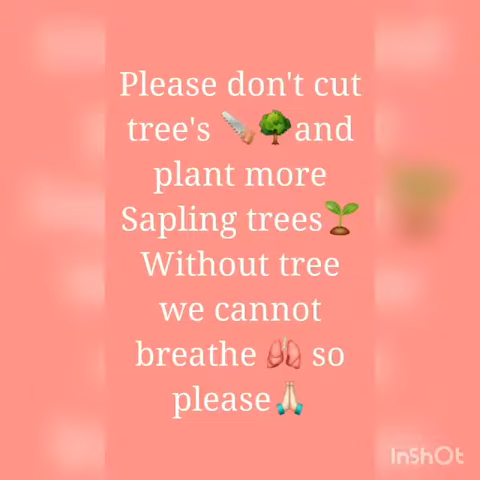 Please don't cut
tree's 🪚🌳and
plant more
Sapling trees🌱
Without tree
we cannot
breathe 🫁 so
please🙏🏻
InShOt